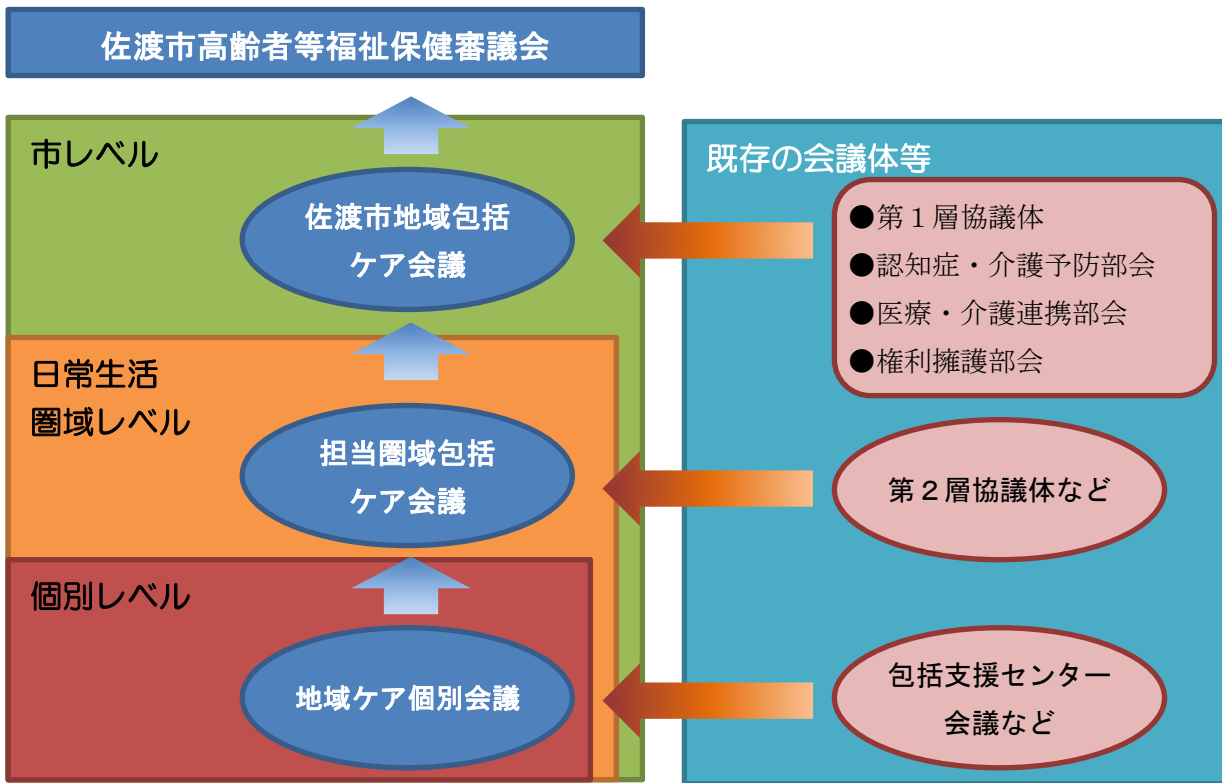 佐渡市高齢者等福祉保健審議会
市レベル
佐渡市地域包括
ケア会議
日常生活
圏域レベル
担当圏域包括
ケア会議
個別レベル
地域ケア個別会議
既存の会議体等
●第１層協議体
●認知症・介護予防部会
●医療・介護連携部会
●権利擁護部会
第２層協議体など
包括支援センター
会議など